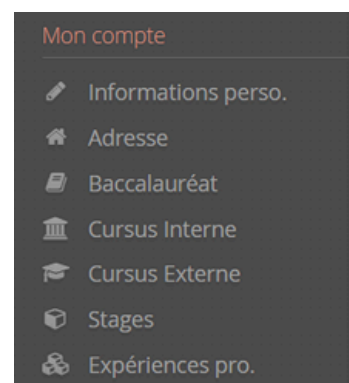 Mon compte
Informations perso.
Adresse
Baccalauréat
Cursus Interne
Cursus Externe
Stages
Expériences pro.